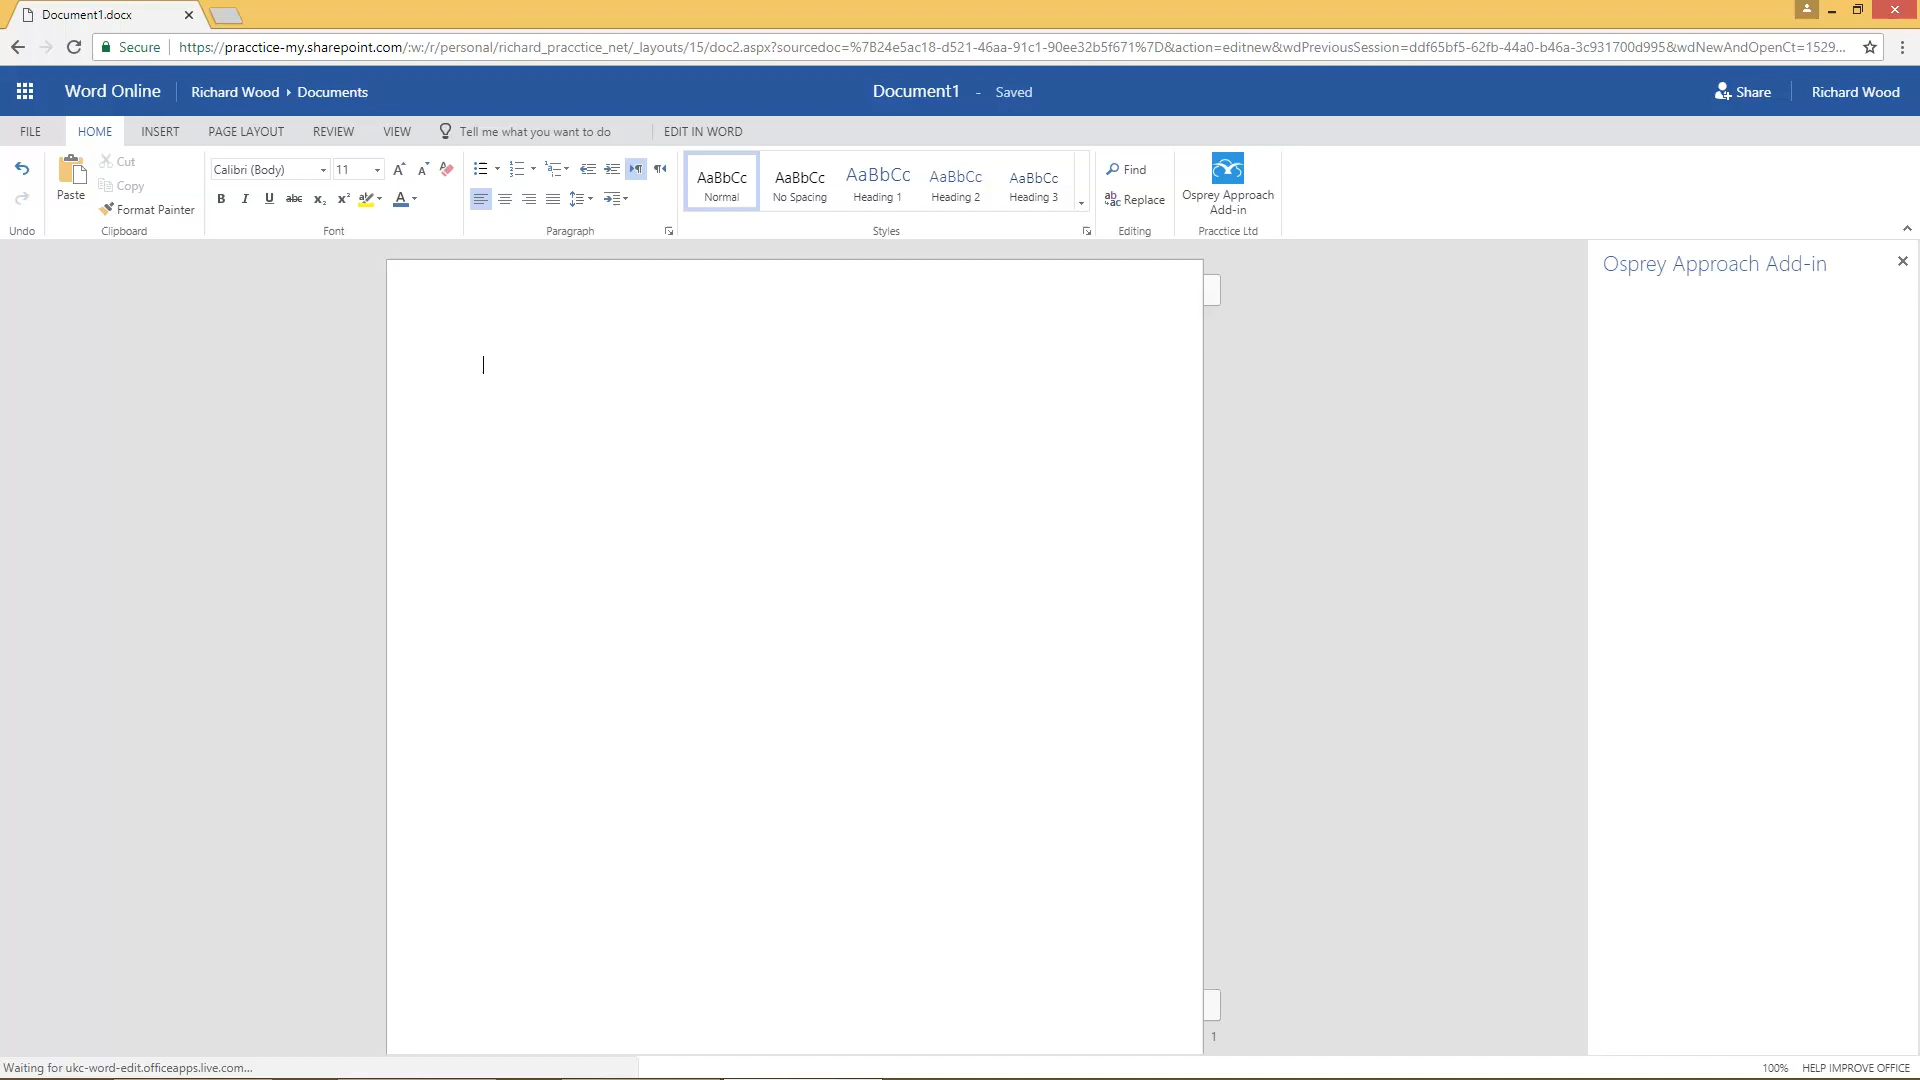 Document1.docx
Secure https://pracctice-my.sharepoint.com/:w:/r/personal/richard_pracctice_net/_layouts/15/doc2.aspx?sourcedoc=%7B24e5ac18-d521-46aa-91c1-90ee32b5f671%7D&action=editnew&wdPreviousSession=ddf65bf5-62fb-44a0-b46a-3c931700d995&wdNewAndOpenCt=1529...
Word Online Richard Wood Documents Document1 - Saved Share Richard Wood
FILE HOME INSERT PAGE LAYOUT REVIEW VIEW Tell me what you want to do EDIT IN WORD
Paste
Cut
Copy
Format Painter
Calibri (Body) 11
B I U abc x₂ x² A
AaBbCc AaBbCc AaBbCc AaBbCc AaBbCc
Normal No Spacing Heading 1 Heading 2 Heading 3
Find
Replace
Osprey Approach
Add-in
Undo Clipboard Font Paragraph Styles Editing Pracctice Ltd
Osprey Approach Add-in
1
Waiting for ukc-word-edit.officeapps.live.com...
100% HELP IMPROVE OFFICE